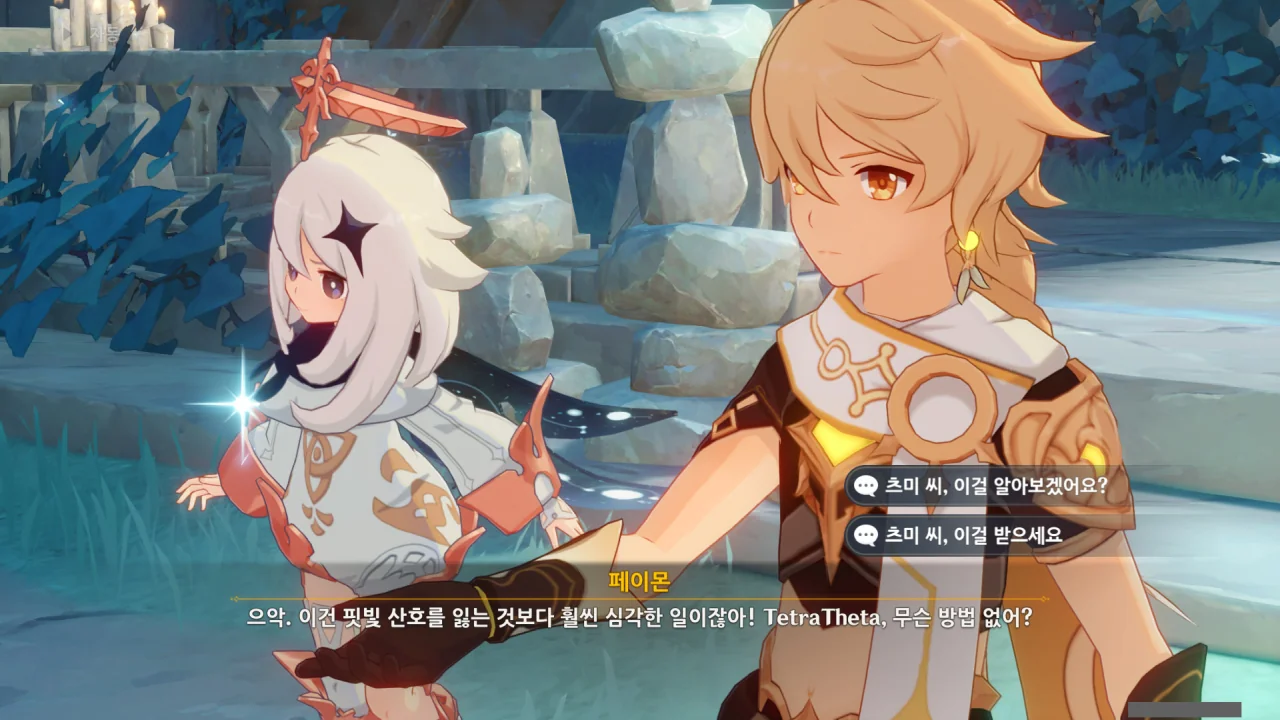 자동
츠미 씨, 이걸 알아보겠어요?
츠미 씨, 이걸 받으세요
페이몬
으악. 이건 핏빛 산호를 잃는 것보다 훨씬 심각한 일이잖아! TetraTheta, 무슨 방법 없어?